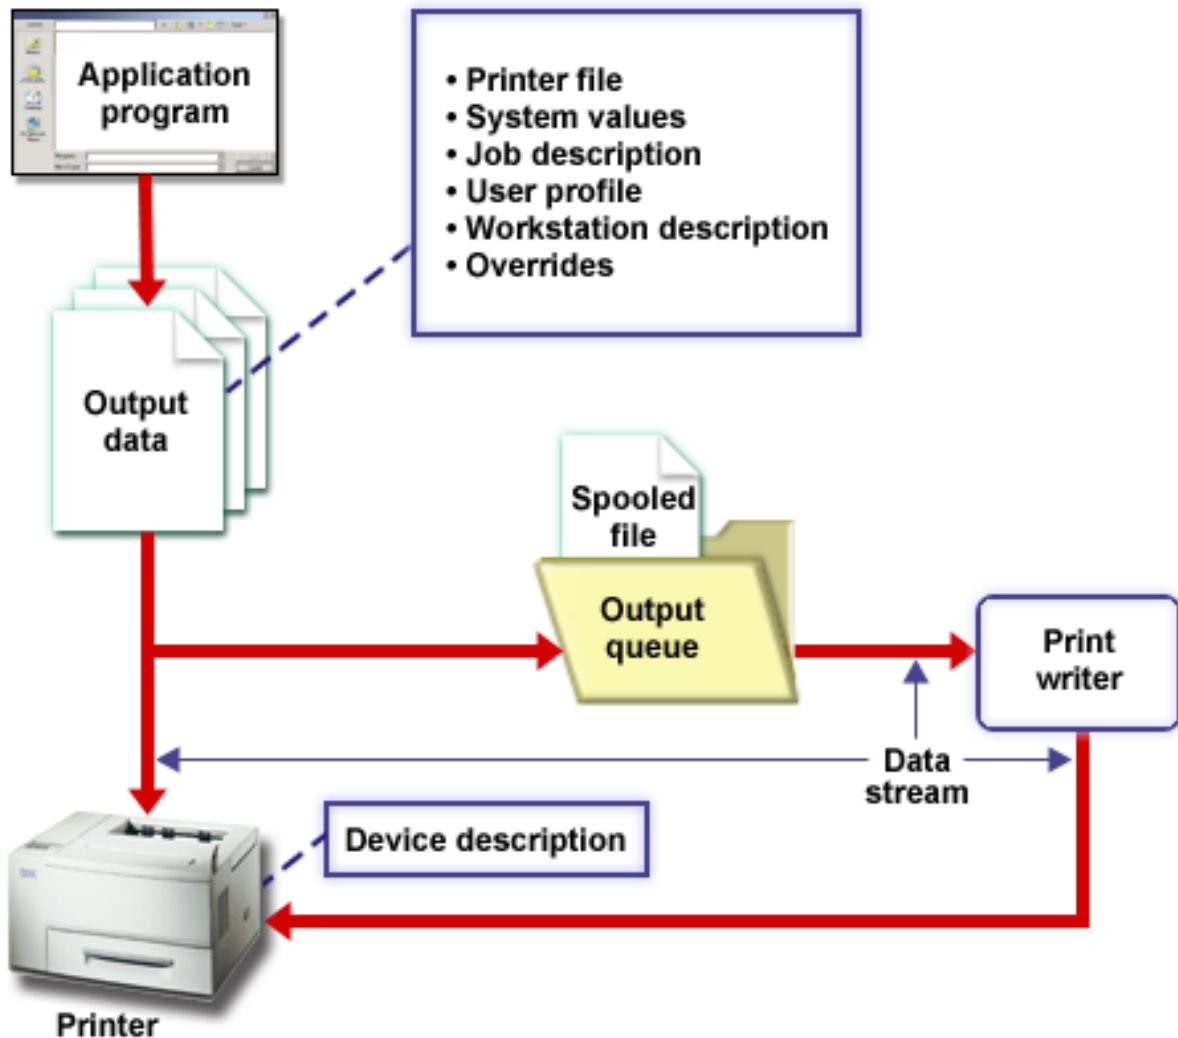 Application
program
• Printer file
• System values
• Job description
• User profile
• Workstation description
• Overrides
Output
data
Spooled
file
Output
queue
Print
writer
Data
stream
Device description
IBM
Printer